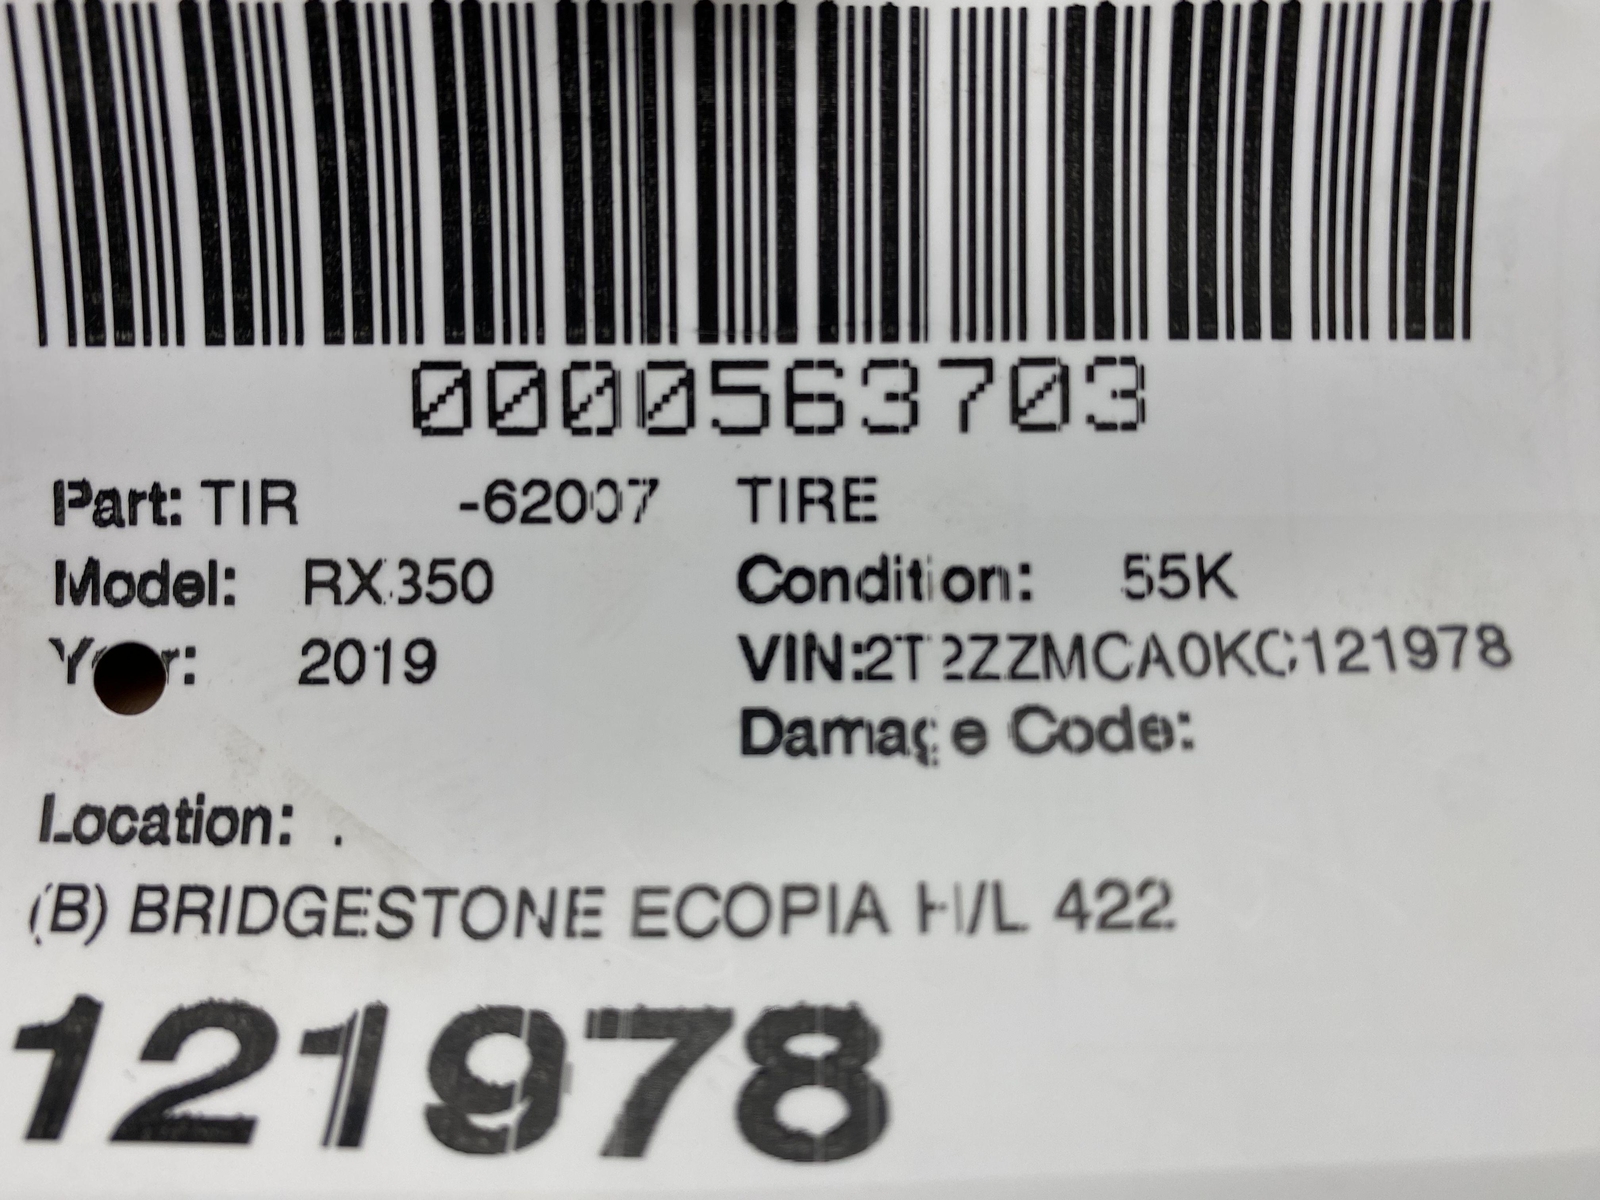 0000563703
Part: TIR -62007 TIRE
Model: RX350 Condition: 55K
Year: 2019 VIN:2T2ZZMCA0KC121978
Damage Code:
Location: .
(B) BRIDGESTONE ECOPIA H/L 422
121978